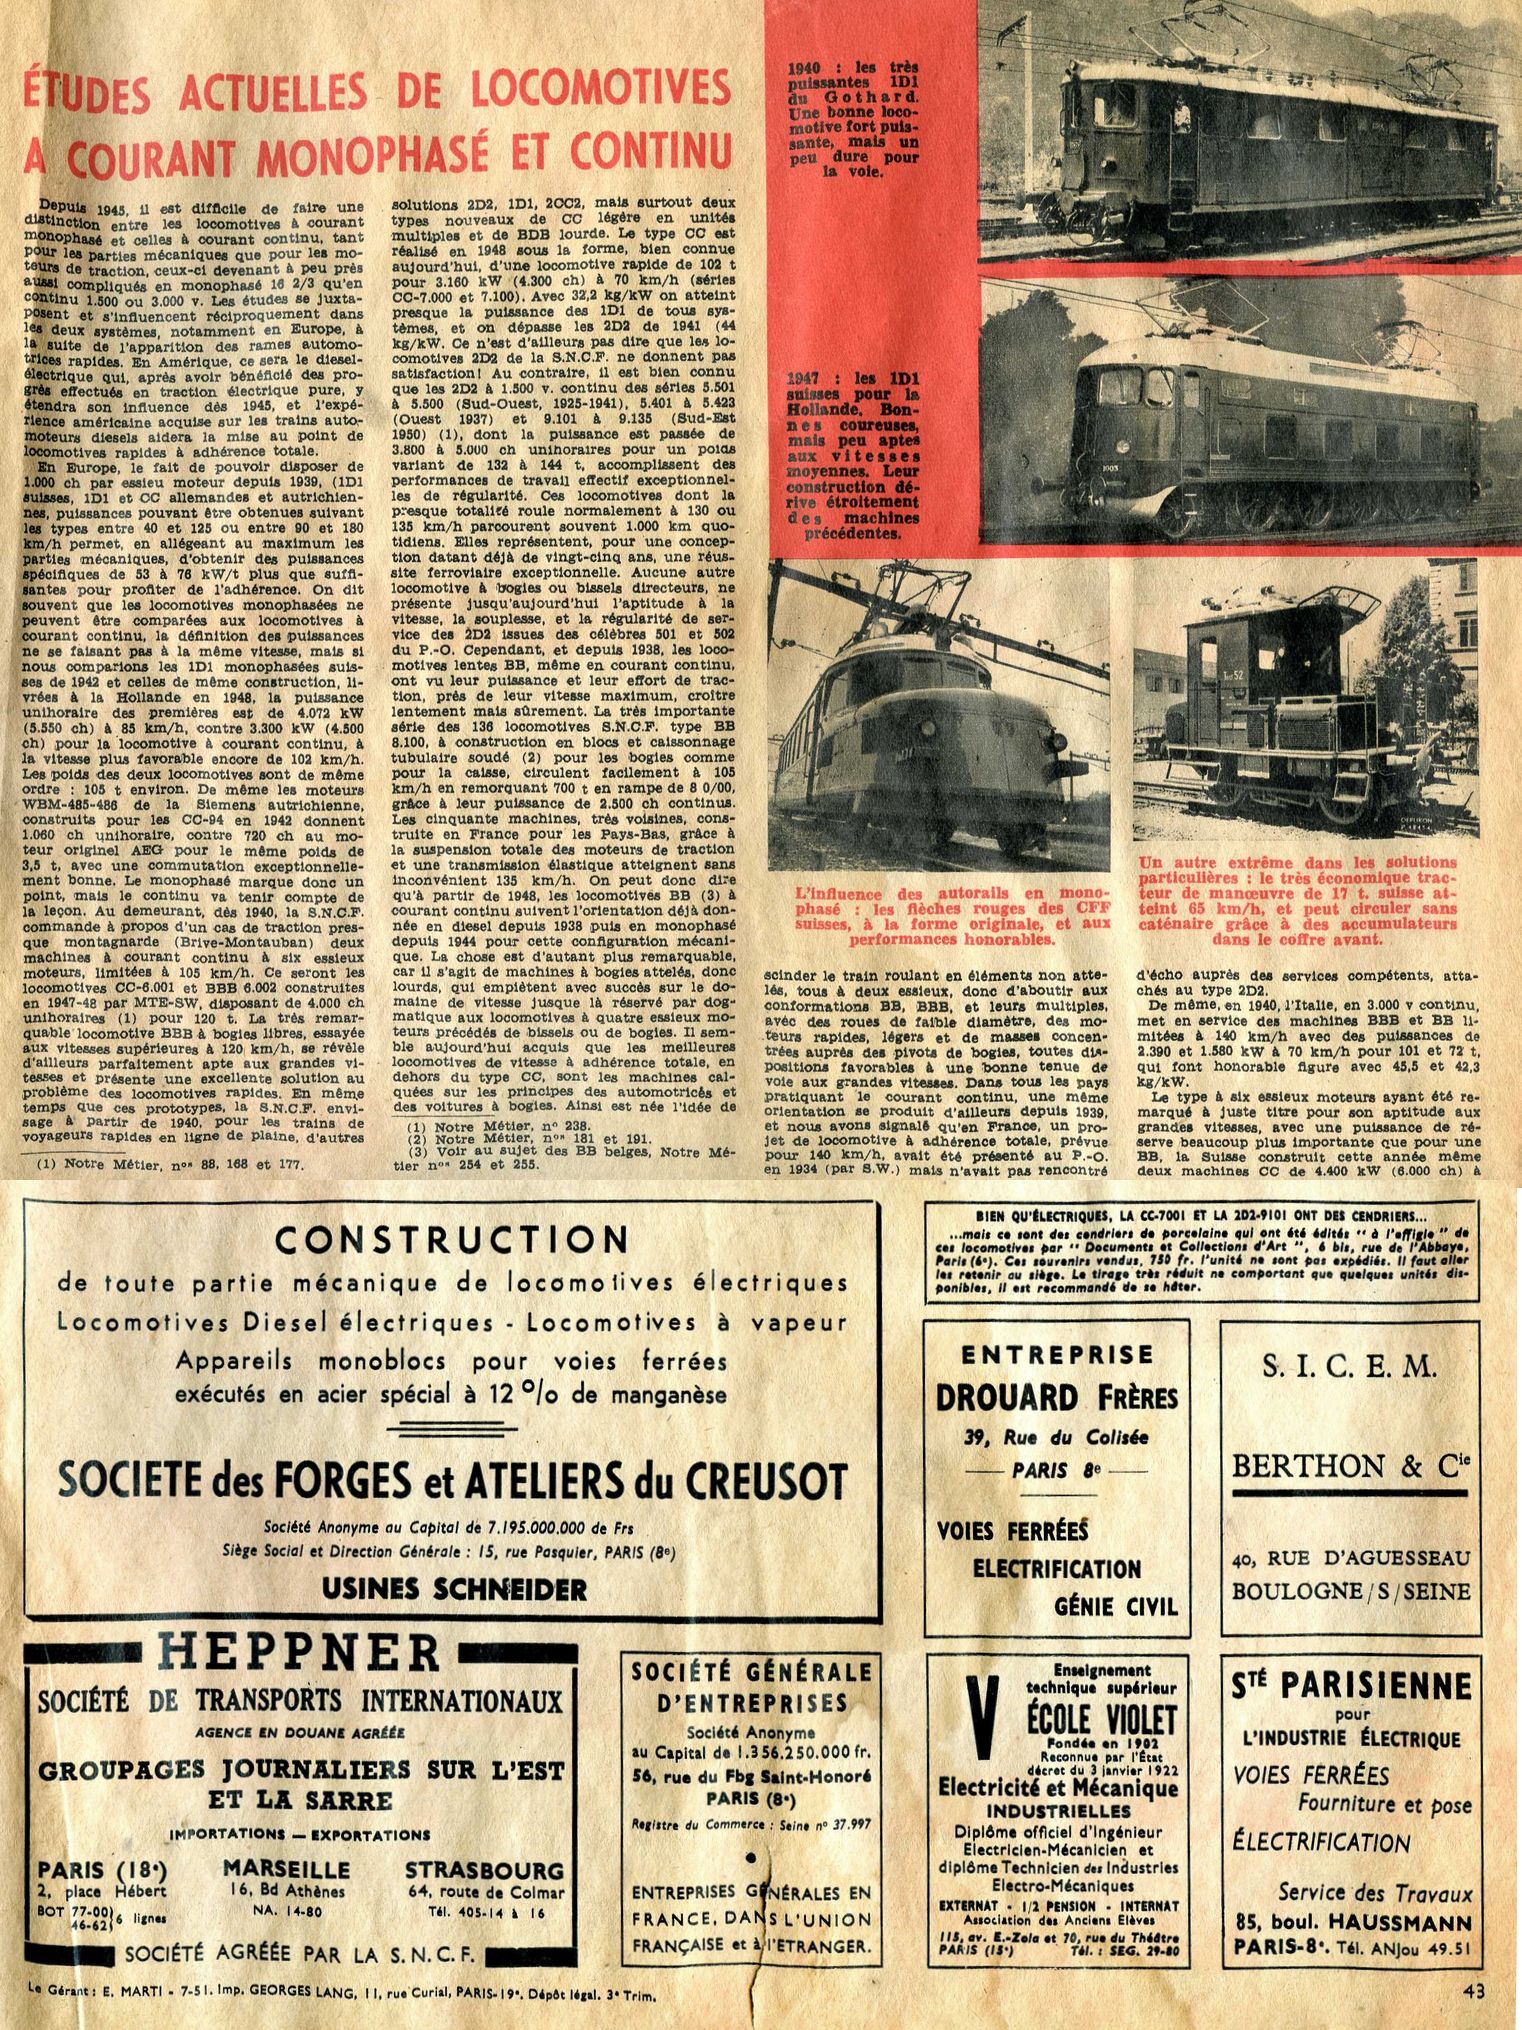 ÉTUDES ACTUELLES DE LOCOMOTIVES
A COURANT MONOPHASÉ ET CONTINU
Depuis 1945, il est difficile de faire une
distinction entre les locomotives à courant
monophasé et celles à courant continu, tant
pour les parties mécaniques que pour les mo-
teurs de traction, ceux-ci devenant à peu près
aussi compliqués en monophasé 16 2/3 qu'en
continu 1.500 ou 3.000 v. Les études se juxta-
posent et s'influencent réciproquement dans
les deux systèmes, notamment en Europe, à
la suite de l'apparition des rames automo-
trices rapides. En Amérique, ce sera le diesel-
électrique qui, après avoir bénéficié des pro-
grès effectués en traction électrique pure, y
étendra son influence dès 1945, et l'expé-
rience américaine acquise sur les trains auto-
moteurs diesels aidera la mise au point de
locomotives rapides à adhérence totale.
En Europe, le fait de pouvoir disposer de
1.000 ch par essieu moteur depuis 1939, (1D1
suisses, 1D1 et CC allemandes et autrichien-
nes, puissances pouvant être obtenues suivant
les types entre 40 et 125 ou entre 90 et 180
km/h permet, en allégeant au maximum les
parties mécaniques, d'obtenir des puissances
spécifiques de 53 à 76 kW/t plus que suffi-
santes pour profiter de l'adhérence. On dit
souvent que les locomotives monophasées ne
peuvent être comparées aux locomotives à
courant continu, la définition des puissances
ne se faisant pas à la même vitesse, mais si
nous comparions les 1D1 monophasées suis-
ses de 1942 et celles de même construction, li-
vrées à la Hollande en 1948, la puissance
unihoraire des premières est de 4.072 kW
(5.550 ch) à 85 km/h, contre 3.300 kW (4.500
ch) pour la locomotive à courant continu, à
la vitesse plus favorable encore de 102 km/h.
Les poids des deux locomotives sont de même
ordre : 105 t environ. De même les moteurs
WBM-485-486 de la Siemens autrichienne,
construits pour les CC-94 en 1942 donnent
1.060 ch unihoraire, contre 720 ch au mo-
teur originel AEG pour le même poids de
3,5 t, avec une commutation exceptionnelle-
ment bonne. Le monophasé marque donc un
point, mais le continu va tenir compte de
la leçon. Au demeurant, dès 1940, la S.N.C.F.
commande à propos d'un cas de traction pres-
que montagnarde (Brive-Montauban) deux
machines à courant continu à six essieux
moteurs, limitées à 105 km/h. Ce seront les
locomotives CC-6.001 et BBB 6.002 construites
en 1947-48 par MTE-SW, disposant de 4.000 ch
unihoraires (1) pour 120 t. La très remar-
quable locomotive BBB à bogies libres, essayée
aux vitesses supérieures à 120 km/h, se révèle
d'ailleurs parfaitement apte aux grandes vi-
tesses et présente une excellente solution au
problème des locomotives rapides. En même
temps que ces prototypes, la S.N.C.F. envi-
sage à partir de 1940, pour les trains de
voyageurs rapides en ligne de plaine, d'autres
(1) Notre Métier, nos 88, 168 et 177.
solutions 2D2, 1D1, 2CC2, mais surtout deux
types nouveaux de CC légère en unités
multiples et de BDB lourde. Le type CC est
réalisé en 1948 sous la forme, bien connue
aujourd'hui, d'une locomotive rapide de 102 t
pour 3.160 kW (4.300 ch) à 70 km/h (séries
CC-7.000 et 7.100). Avec 32,2 kg/kW on atteint
presque la puissance des 1D1 de tous sys-
tèmes, et on dépasse les 2D2 de 1941 (44
kg/kW. Ce n'est d'ailleurs pas dire que les lo-
comotives 2D2 de la S.N.C.F. ne donnent pas
satisfaction! Au contraire, il est bien connu
que les 2D2 à 1.500 v. continu des séries 5.501
à 5.500 (Sud-Ouest, 1925-1941), 5.401 à 5.423
(Ouest 1937) et 9.101 à 9.135 (Sud-Est
1950) (1), dont la puissance est passée de
3.800 à 5.000 ch unihoraires pour un poids
variant de 132 à 144 t, accomplissent des
performances de travail effectif exceptionnel-
les de régularité. Ces locomotives dont la
presque totalité roule normalement à 130 ou
135 km/h parcourent souvent 1.000 km quo-
tidiens. Elles représentent, pour une concep-
tion datant déjà de vingt-cinq ans, une réus-
site ferroviaire exceptionnelle. Aucune autre
locomotive à bogies ou bissels directeurs, ne
présente jusqu'aujourd'hui l'aptitude à la
vitesse, la souplesse, et la régularité de ser-
vice des 2D2 issues des célèbres 501 et 502
du P.-O. Cependant, et depuis 1938, les loco-
motives lentes BB, même en courant continu,
ont vu leur puissance et leur effort de trac-
tion, près de leur vitesse maximum, croître
lentement mais sûrement. La très importante
série des 136 locomotives S.N.C.F. type BB
8.100, à construction en blocs et caissonnage
tubulaire soudé (2) pour les bogies comme
pour la caisse, circulent facilement à 105
km/h en remorquant 700 t en rampe de 8 0/00,
grâce à leur puissance de 2.500 ch continus.
Les cinquante machines, très voisines, cons-
truite en France pour les Pays-Bas, grâce à
la suspension totale des moteurs de traction
et une transmission élastique atteignent sans
inconvénient 135 km/h. On peut donc dire
qu'à partir de 1948, les locomotives BB (3) à
courant continu suivent l'orientation déjà don-
née en diesel depuis 1938 puis en monophasé
depuis 1944 pour cette configuration mécani-
que. La chose est d'autant plus remarquable,
car il s'agit de machines à bogies attelés, donc
lourds, qui empiètent avec succès sur le do-
maine de vitesse jusque là réservé par dog-
matique aux locomotives à quatre essieux mo-
teurs précédés de bissels ou de bogies. Il sem-
ble aujourd'hui acquis que les meilleures
locomotives de vitesse à adhérence totale, en
dehors du type CC, sont les machines cal-
quées sur les principes des automotrices et
des voitures à bogies. Ainsi est née l'idée de
(1) Notre Métier, n° 238.
(2) Notre Métier, nos 181 et 191.
(3) Voir au sujet des BB belges, Notre Mé-
tier nos 254 et 255.
1940 : les très
puissantes 1D1
du Gothard.
Une bonne loco-
motive fort puis-
sante, mais un
peu dure pour
la voie.
1947 : les 1D1
suisses pour la
Hollande. Bon-
nes coureuses,
mais peu aptes
aux vitesses
moyennes. Leur
construction dé-
rive étroitement
des machines
précédentes.
1003
Tm 52
L'influence des autorails en mono-
phasé : les flèches rouges des CFF
suisses, à la forme originale, et aux
performances honorables.
Un autre extrême dans les solutions
particulières : le très économique trac-
teur de manœuvre de 17 t. suisse at-
teint 65 km/h, et peut circuler sans
caténaire grâce à des accumulateurs
dans le coffre avant.
scinder le train roulant en éléments non atte-
lés, tous à deux essieux, donc d'aboutir aux
conformations BB, BBB, et leurs multiples,
avec des roues de faible diamètre, des mo-
teurs rapides, légers et de masses concen-
trées auprès des pivots de bogies, toutes dis-
positions favorables à une bonne tenue de
voie aux grandes vitesses. Dans tous les pays
pratiquant le courant continu, une même
orientation se produit d'ailleurs depuis 1939,
et nous avons signalé qu'en France, un pro-
jet de locomotive à adhérence totale, prévue
pour 140 km/h, avait été présenté au P.-O.
en 1934 (par S.W.) mais n'avait pas rencontré
d'écho auprès des services compétents, atta-
chés au type 2D2.
De même, en 1940, l'Italie, en 3.000 v continu,
met en service des machines BBB et BB li-
mitées à 140 km/h avec des puissances de
2.390 et 1.580 kW à 70 km/h pour 101 et 72 t,
qui font honorable figure avec 45,5 et 42,3
kg/kW.
Le type à six essieux moteurs ayant été re-
marqué à juste titre pour son aptitude aux
grandes vitesses, avec une puissance de ré-
serve beaucoup plus importante que pour une
BB, la Suisse construit cette année même
deux machines CC de 4.400 kW (6.000 ch) à
CONSTRUCTION
de toute partie mécanique de locomotives électriques
Locomotives Diesel électriques - Locomotives à vapeur
Appareils monoblocs pour voies ferrées
exécutés en acier spécial à 12 % de manganèse
SOCIETE des FORGES et ATELIERS du CREUSOT
Société Anonyme au Capital de 7.195.000.000 de Frs
Siège Social et Direction Générale : 15, rue Pasquier, PARIS (8e)
USINES SCHNEIDER
BIEN QU'ÉLECTRIQUES, LA CC-7001 ET LA 2D2-9101 ONT DES CENDRIERS...
...mais ce sont des cendriers de porcelaine qui ont été édités “ à l'effigie ” de
ces locomotives par “ Documents et Collections d'Art ”, 6 bis, rue de l'Abbaye,
Paris (6e). Ces souvenirs vendus, 750 fr. l'unité ne sont pas expédiés. Il faut aller
les retenir au siège. Le tirage très réduit ne comportant que quelques unités dis-
ponibles, il est recommandé de se hâter.
ENTREPRISE
DROUARD FRÈRES
39, Rue du Colisée
PARIS 8e
VOIES FERRÉES
ELECTRIFICATION
GÉNIE CIVIL
S. I. C. E. M.
BERTHON & Cie
40, RUE D'AGUESSEAU
BOULOGNE/S/SEINE
HEPPNER
SOCIÉTÉ DE TRANSPORTS INTERNATIONAUX
AGENCE EN DOUANE AGRÉÉE
GROUPAGES JOURNALIERS SUR L'EST
ET LA SARRE
IMPORTATIONS — EXPORTATIONS
PARIS (18e)
2, place Hébert
BOT 77-00
46-62 } 6 lignes
MARSEILLE
16, Bd Athènes
NA. 14-80
STRASBOURG
64, route de Colmar
Tél. 405-14 à 16
SOCIÉTÉ AGRÉÉE PAR LA S. N. C. F.
SOCIÉTÉ GÉNÉRALE
D'ENTREPRISES
Société Anonyme
au Capital de 1.356.250.000 fr.
56, rue du Fbg Saint-Honoré
PARIS (8e)
Registre du Commerce : Seine n° 37.997
ENTREPRISES GÉNÉRALES EN
FRANCE, DANS L'UNION
FRANÇAISE et à l'ETRANGER.
V
Enseignement
technique supérieur
ÉCOLE VIOLET
Fondée en 1902
Reconnue par l'État
décret du 3 janvier 1922
Electricité et Mécanique
INDUSTRIELLES
Diplôme officiel d'Ingénieur
Electricien-Mécanicien et
diplôme Technicien des Industries
Electro-Mécaniques
EXTERNAT - 1/2 PENSION - INTERNAT
Association des Anciens Elèves
115, av. E.-Zola et 70, rue du Théâtre
PARIS (15e) Tél. : SEG. 29-80
STÉ PARISIENNE
pour
L'INDUSTRIE ÉLECTRIQUE
VOIES FERRÉES
Fourniture et pose
ÉLECTRIFICATION
Service des Travaux
85, boul. HAUSSMANN
PARIS-8e. Tél. ANJou 49.51
Le Gérant : E. MARTI - 7-51. Imp. GEORGES LANG, 11, rue Curial, PARIS-19e. Dépôt légal. 3e Trim.
43